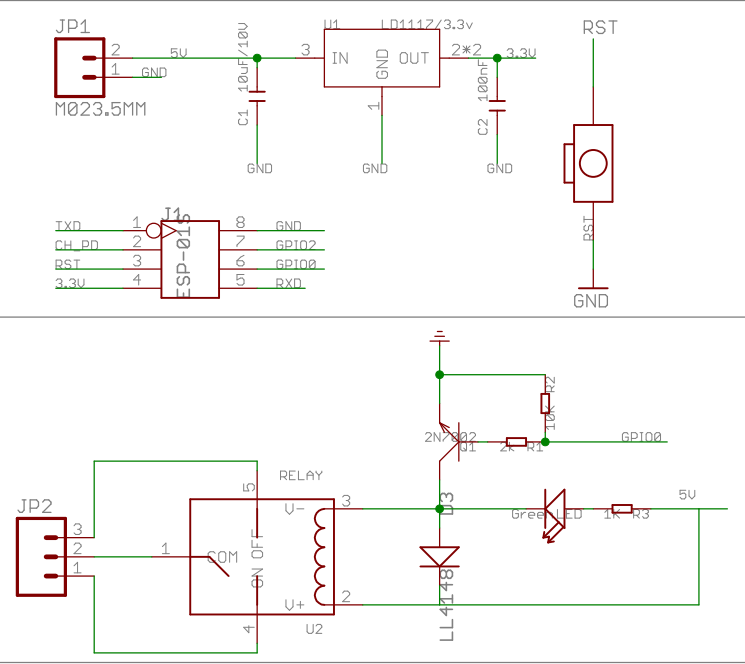 JP1
2
5V
1
GND
M023.5MM
10uF/10V
C1
GND
U1
LD1117/3.3v
3
IN
GND
OUT
2*2
3.3V
1
GND
100nF
C2
GND
RST
RST
GND
J1
ESP-01S
TXD
1
8
GND
CH_PD
2
7
GPIO2
RST
3
6
GPIO0
3.3V
4
5
RXD
R2
10K
2N7002
Q1
2K
R1
GPIO0
RELAY
5
V-
3
D3
Green LED
1K
R3
5V
JP2
3
2
1
1
COM
ON OFF
V+
2
4
U2
LL4148